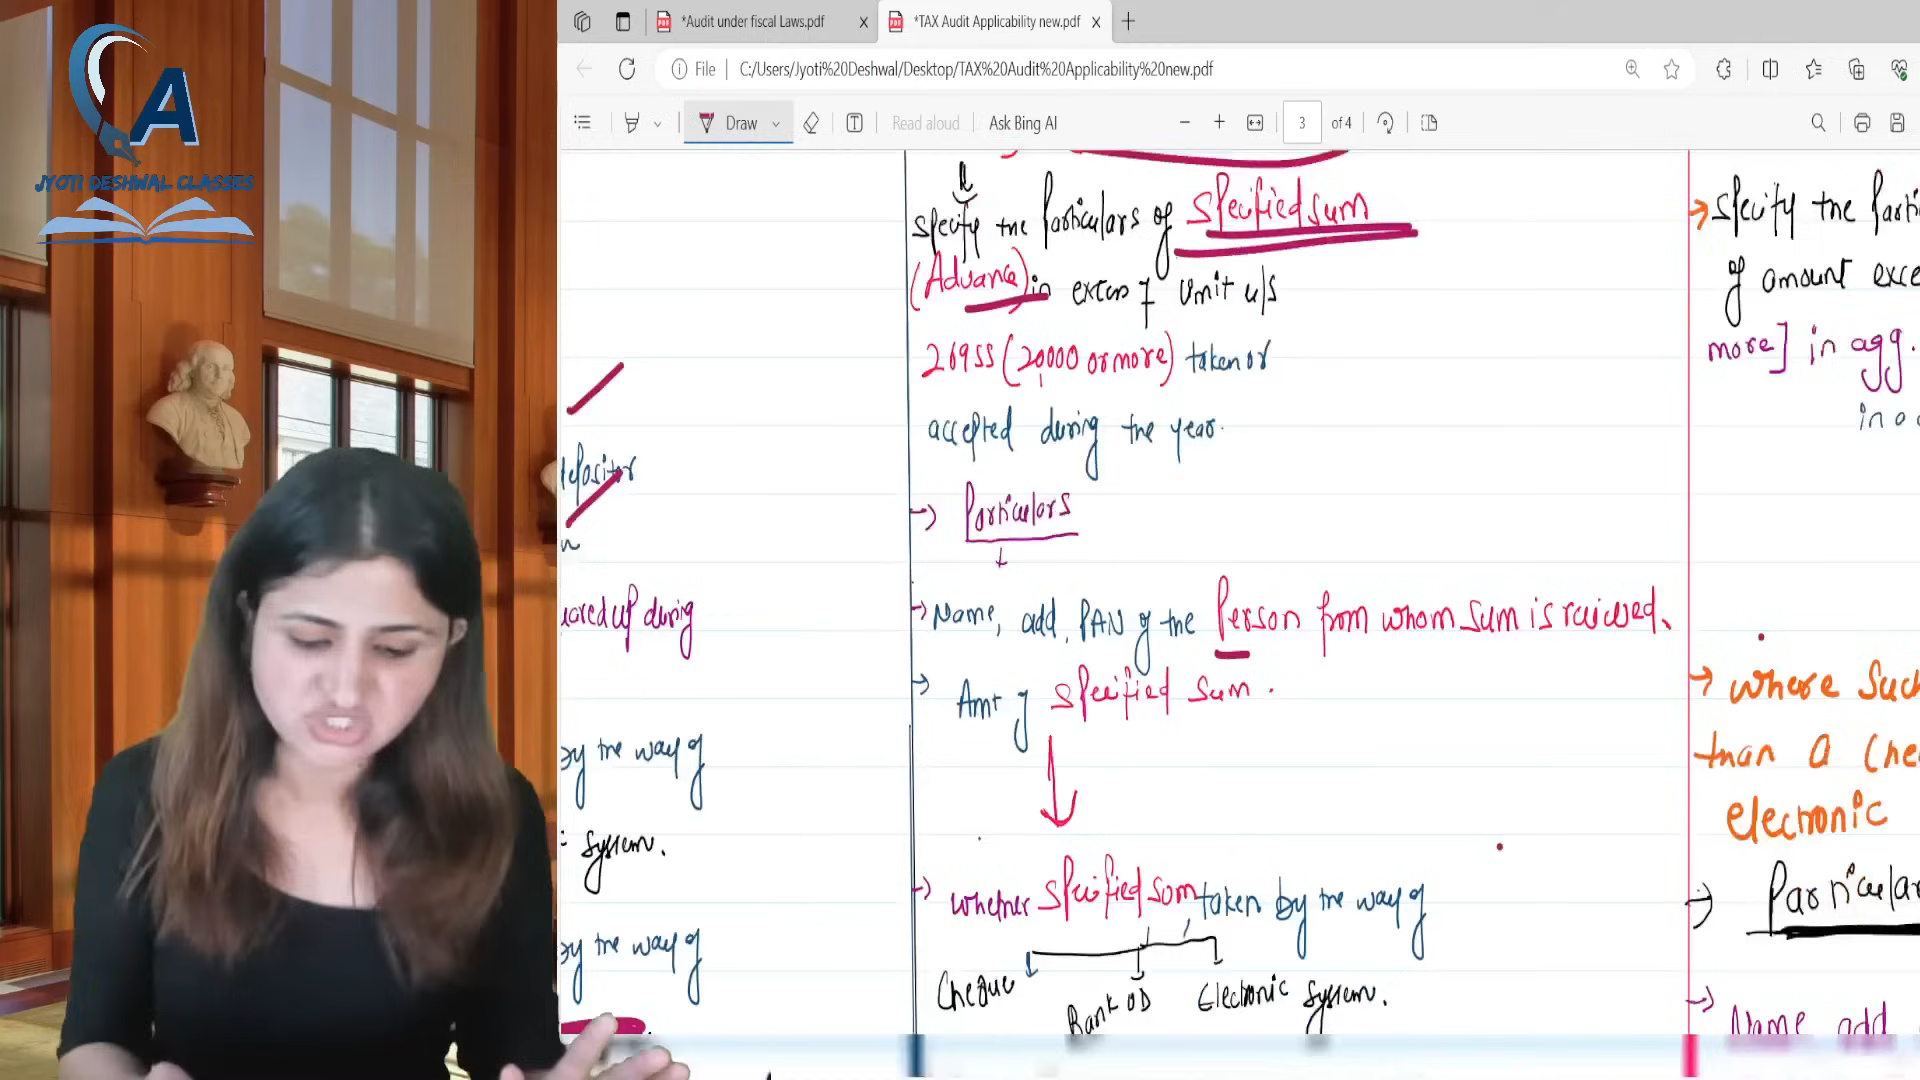 A
JYOTI DESHWAL CLASSES
*Audit under fiscal Laws.pdf
*TAX Audit Applicability new.pdf
File
C:/Users/Jyoti%20Deshwal/Desktop/TAX%20Audit%20Applicability%20new.pdf
Draw
Read aloud
Ask Bing AI
3
of 4
depositor
uared up during
by the way of
System.
by the way of
specify the Particulars of specified sum
(Advance) in excess of limit u/s
269SS (20000 or more) taken or
accepted during the year.
Particulars
Name, add, PAN of the Person from whom sum is raived.
Amt of specified sum.
whether specified sum taken by the way of
Cheque
Bank OD
Electronic System.
specify the Parti
of amount exce
more] in agg.
where Such
than a Che
electronic
Particular
Name add